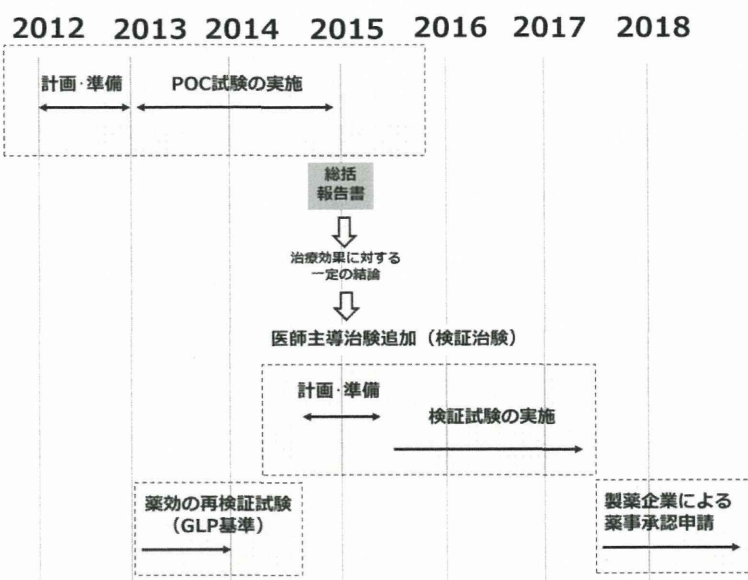 2012 2013 2014 2015 2016 2017 2018
計画・準備 POC試験の実施
総括
報告書
治療効果に対する
一定の結論
医師主導治験追加（検証治験）
計画・準備
検証試験の実施
薬効の再検証試験
（GLP基準）
製薬企業による
薬事承認申請